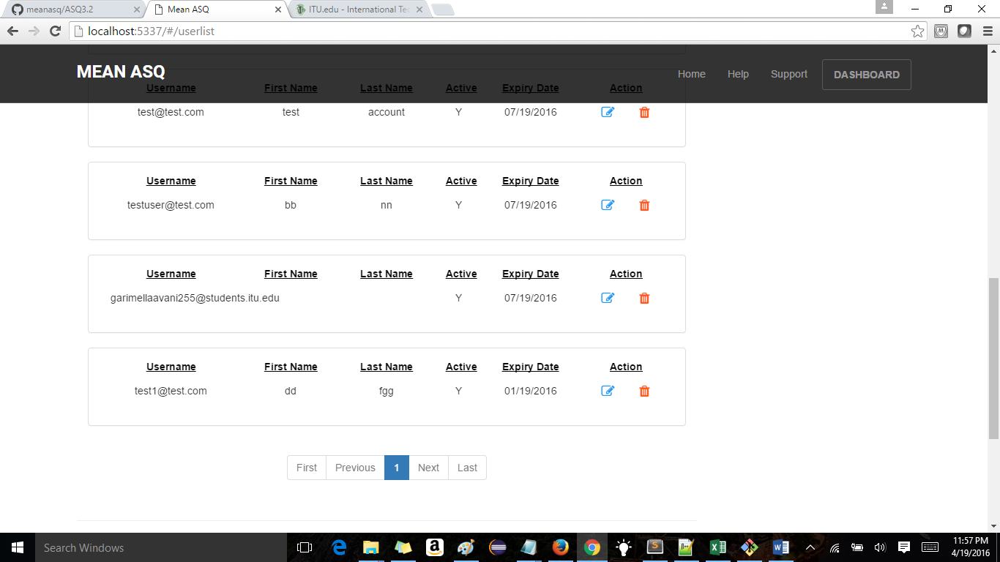 meanasq/ASQ3.2
Mean ASQ
ITU.edu - International Tec
localhost:5337/#/userlist
MEAN ASQ
Home Help Support DASHBOARD
Username First Name Last Name Active Expiry Date Action
test@test.com test account Y 07/19/2016
Username First Name Last Name Active Expiry Date Action
testuser@test.com bb nn Y 07/19/2016
Username First Name Last Name Active Expiry Date Action
garimellaavani255@students.itu.edu Y 07/19/2016
Username First Name Last Name Active Expiry Date Action
test1@test.com dd fgg Y 01/19/2016
First Previous 1 Next Last
Search Windows
11:57 PM
4/19/2016